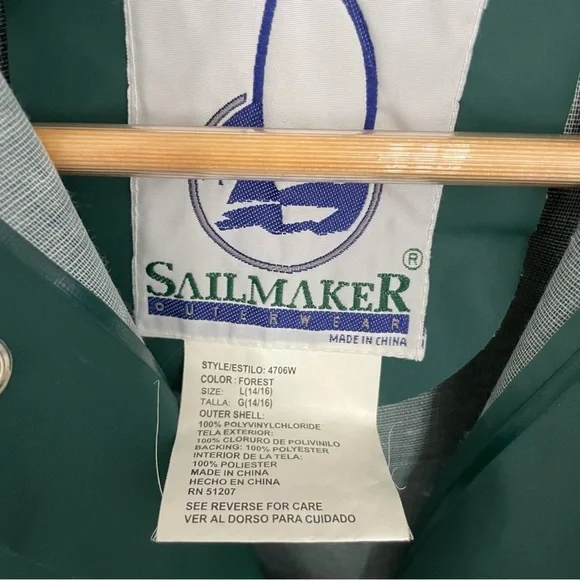 SAILMAKER
®
OUTERWEAR
MADE IN CHINA
STYLE/ESTILO: 4706W
COLOR : FOREST
SIZE: L(14/16)
TALLA: G(14/16)
OUTER SHELL:
100% POLYVINYLCHLORIDE
TELA EXTERIOR:
100% CLORURO DE POLIVINILO
BACKING: 100% POLYESTER
INTERIOR DE LA TELA:
100% POLIESTER
MADE IN CHINA
HECHO EN CHINA
RN 51207
SEE REVERSE FOR CARE
VER AL DORSO PARA CUIDADO